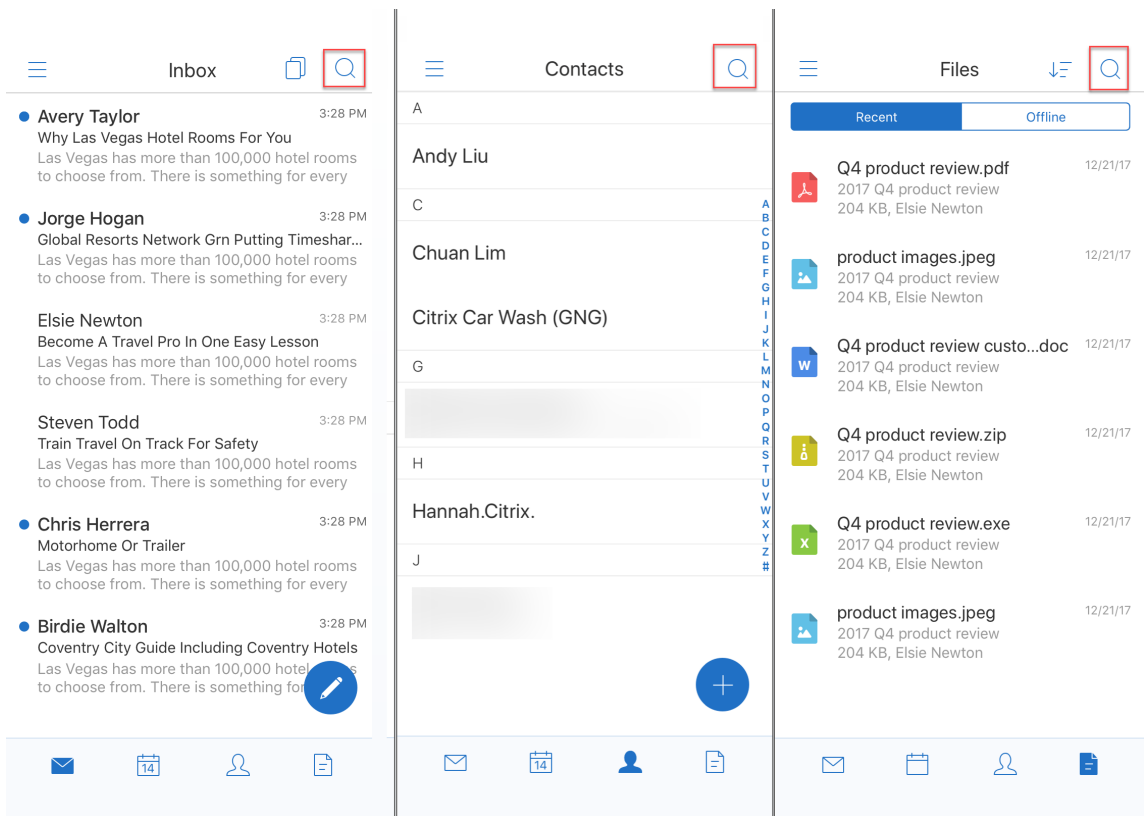 Inbox
Avery Taylor 3:28 PM
Why Las Vegas Hotel Rooms For You
Las Vegas has more than 100,000 hotel rooms
to choose from. There is something for every
Jorge Hogan 3:28 PM
Global Resorts Network Grn Putting Timeshar...
Las Vegas has more than 100,000 hotel rooms
to choose from. There is something for every
Elsie Newton 3:28 PM
Become A Travel Pro In One Easy Lesson
Las Vegas has more than 100,000 hotel rooms
to choose from. There is something for every
Steven Todd 3:28 PM
Train Travel On Track For Safety
Las Vegas has more than 100,000 hotel rooms
to choose from. There is something for every
Chris Herrera 3:28 PM
Motorhome Or Trailer
Las Vegas has more than 100,000 hotel rooms
to choose from. There is something for every
Birdie Walton 3:28 PM
Coventry City Guide Including Coventry Hotels
Las Vegas has more than 100,000 hotel s
to choose from. There is something for
14
Contacts
A
Andy Liu
C
Chuan Lim
Citrix Car Wash (GNG)
G
H
Hannah.Citrix.
J
A
B
C
D
E
F
G
H
I
J
K
L
M
N
O
P
Q
R
S
T
U
V
W
X
Y
Z
#
14
Files
Recent Offline
Q4 product review.pdf 12/21/17
2017 Q4 product review
204 KB, Elsie Newton
product images.jpeg 12/21/17
2017 Q4 product review
204 KB, Elsie Newton
W
Q4 product review custo...doc 12/21/17
2017 Q4 product review
204 KB, Elsie Newton
Q4 product review.zip 12/21/17
2017 Q4 product review
204 KB, Elsie Newton
X
Q4 product review.exe 12/21/17
2017 Q4 product review
204 KB, Elsie Newton
product images.jpeg 12/21/17
2017 Q4 product review
204 KB, Elsie Newton